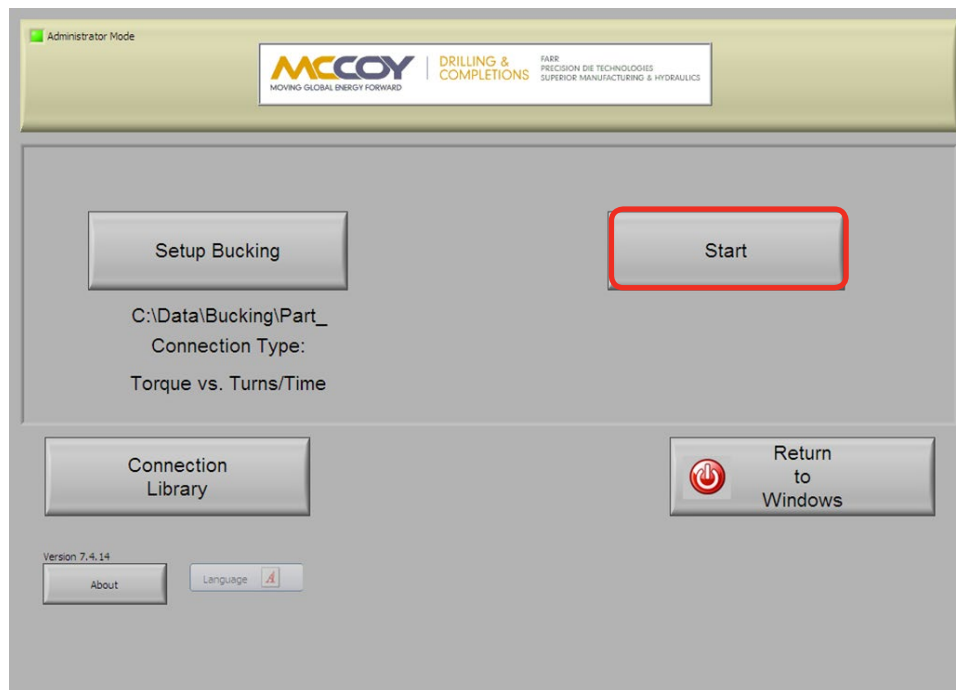 Administrator Mode
MCCOY
MOVING GLOBAL ENERGY FORWARD
DRILLING &
COMPLETIONS
FARR
PRECISION DIE TECHNOLOGIES
SUPERIOR MANUFACTURING & HYDRAULICS
Setup Bucking
Start
C:\Data\Bucking\Part_
Connection Type:
Torque vs. Turns/Time
Connection
Library
Return
to
Windows
Version 7.4.14
About
Language A